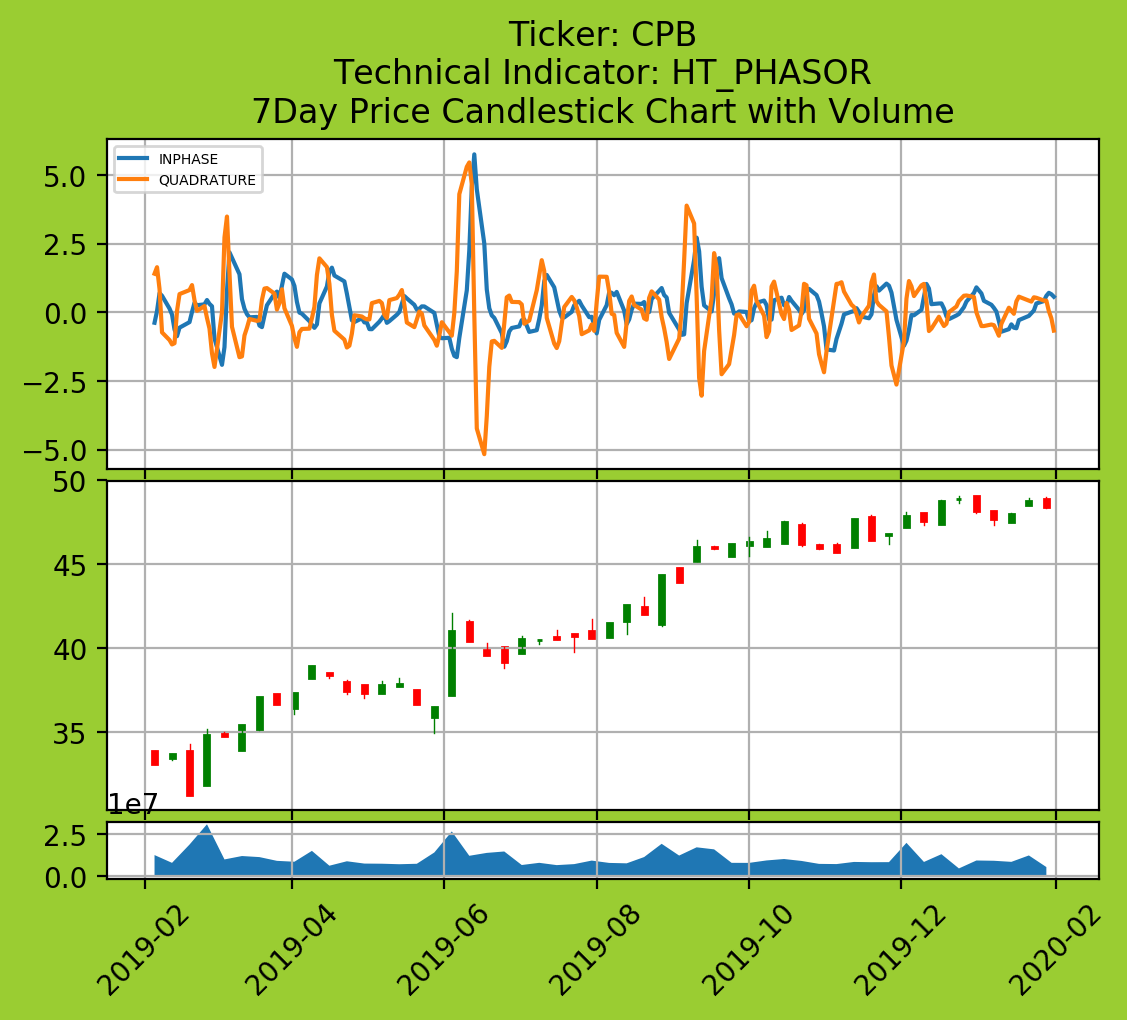 Ticker: CPB
Technical Indicator: HT_PHASOR
7Day Price Candlestick Chart with Volume
INPHASE
QUADRATURE
5.0
2.5
0.0
−2.5
−5.0
50
45
40
35
1e7
2.5
0.0
2019-02 2019-04 2019-06 2019-08 2019-10 2019-12 2020-02